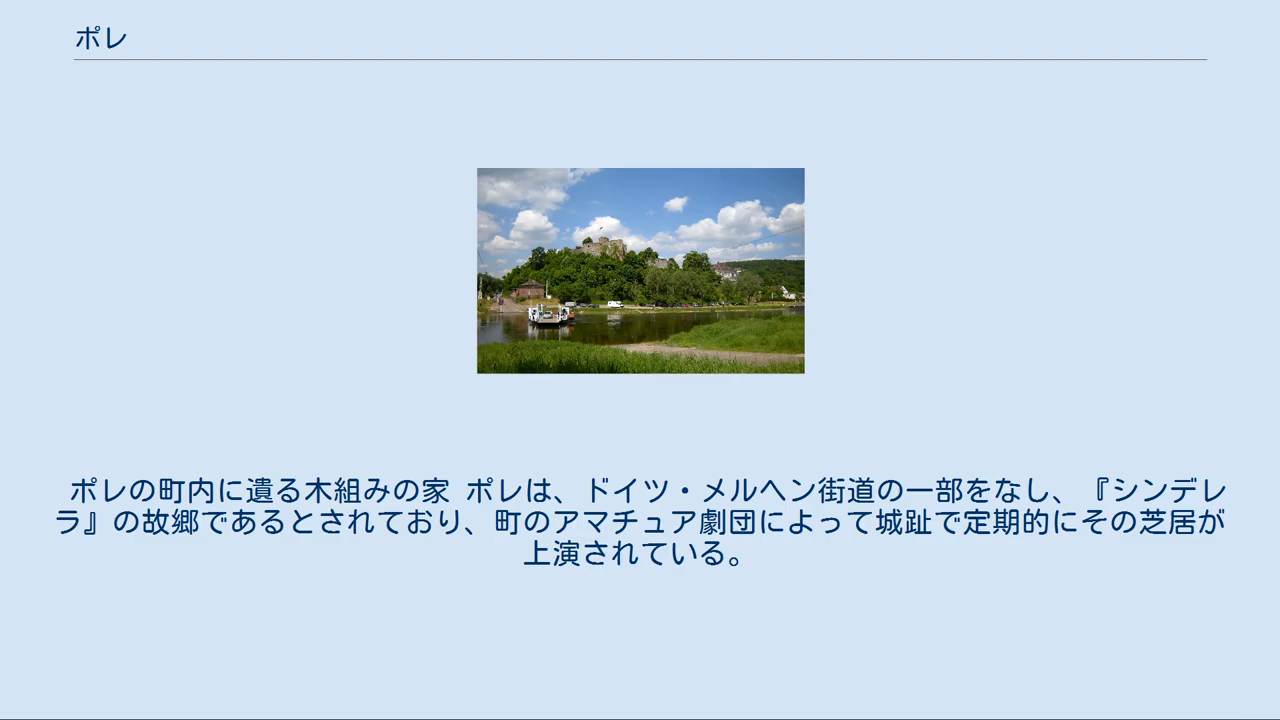 ポレ
ポレの町内に遺る木組みの家 ポレは、ドイツ・メルヘン街道の一部をなし、『シンデレ
ラ』の故郷であるとされており、町のアマチュア劇団によって城趾で定期的にその芝居が
上演されている。